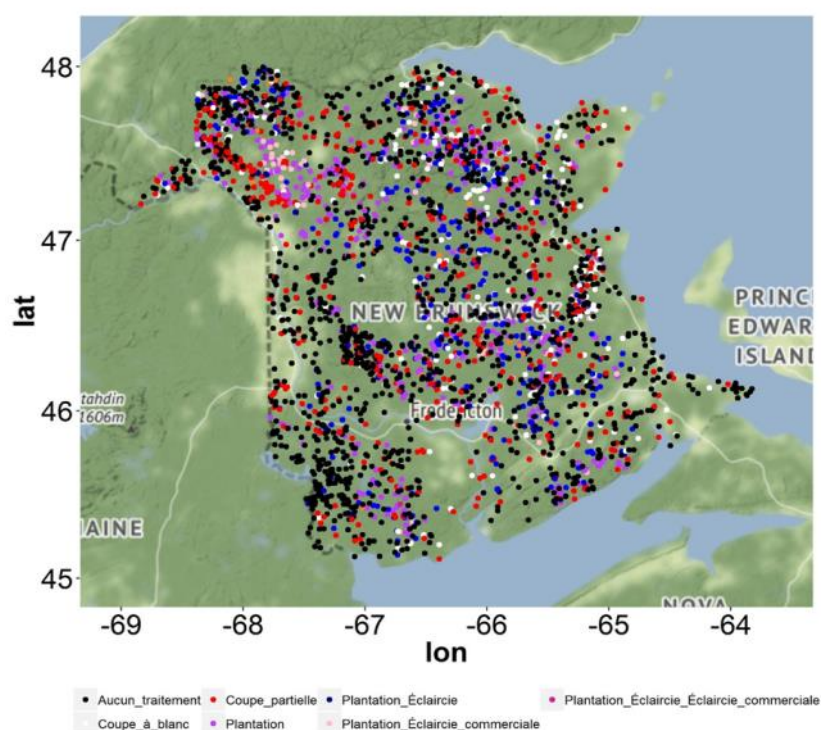 48
47
46
45
lat
-69
-68
-67
-66
-65
-64
lon
NEW BRUNSWICK
PRINC
EDWAR
ISLAND
Fredericton
tahdin
1606m
AINE
NOVA
Aucun_traitement
Coupe_partielle
Plantation_Éclaircie
Plantation_Éclaircie_Éclaircie_commerciale
Coupe_à_blanc
Plantation
Plantation_Éclaircie_commerciale